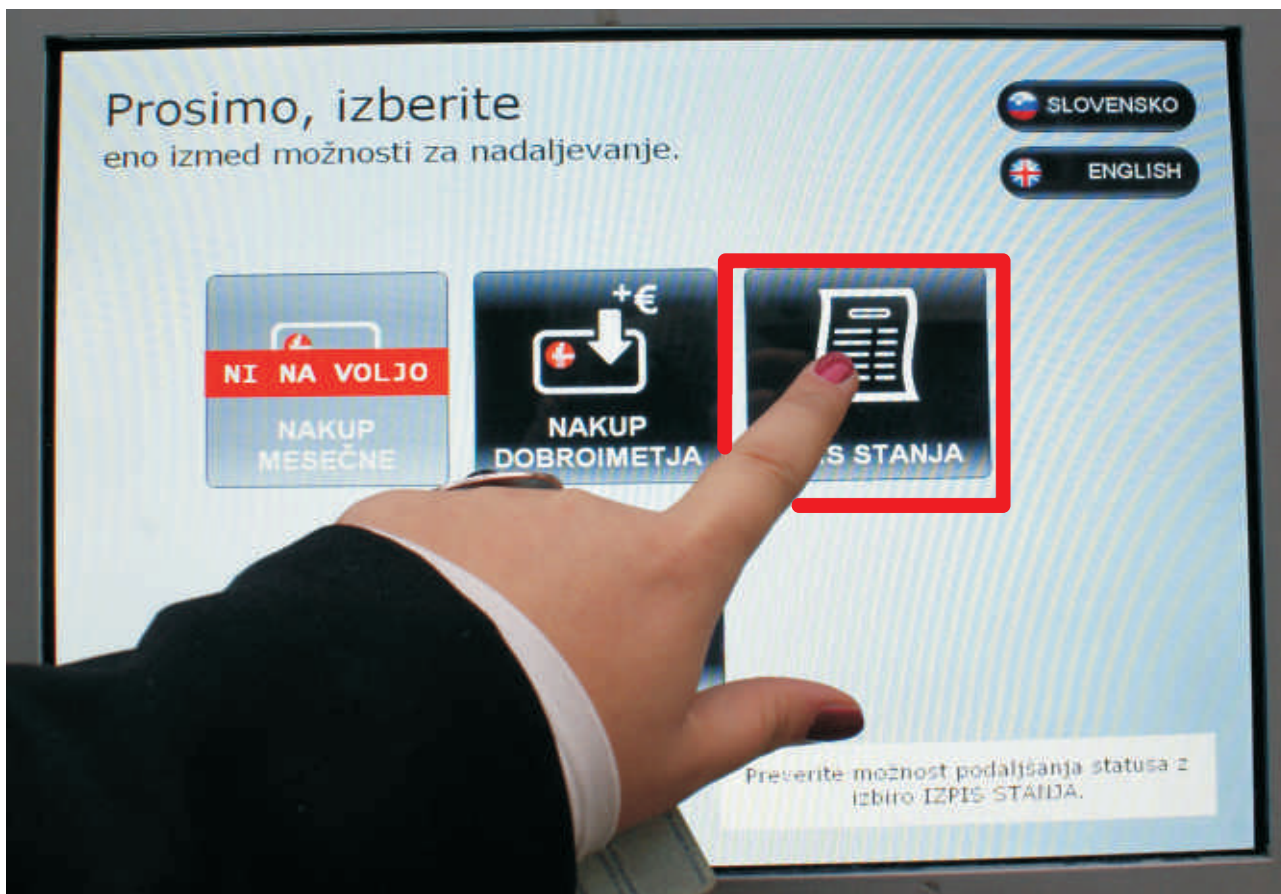 Prosimo, izberite
eno izmed možnosti za nadaljevanje.
SLOVENSKO
ENGLISH
NI NA VOLJO
NAKUP
MESEČNE
+€
NAKUP
DOBROIMETJA
STANJA
Preverite možnost podaljšanja statusa z
izbiro IZPIS STANJA.